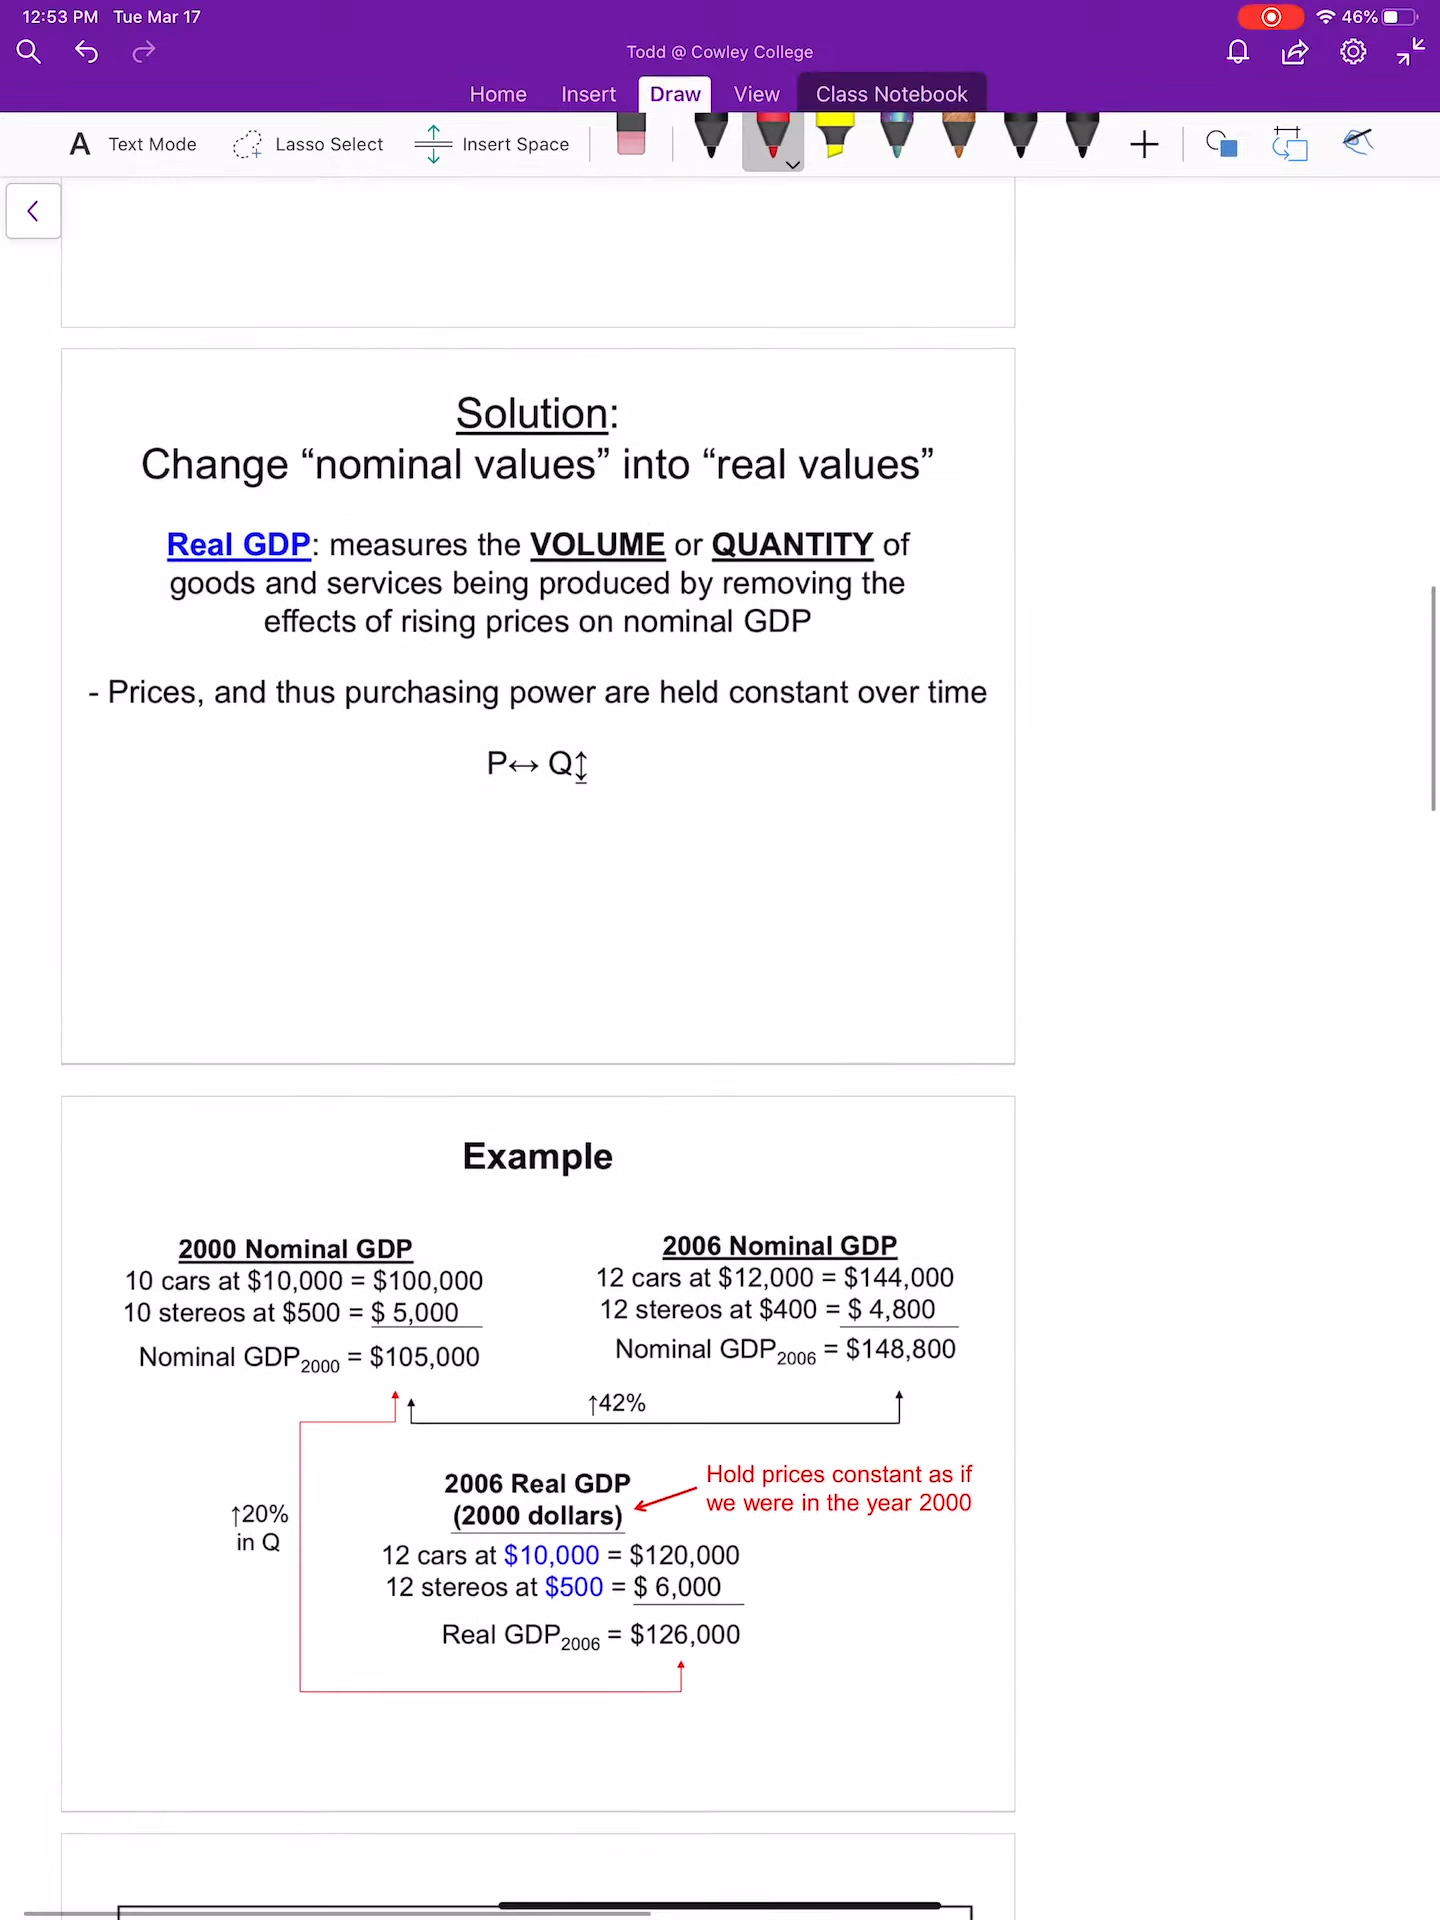 12:53 PM Tue Mar 17
46%
Todd @ Cowley College
Home Insert Draw View Class Notebook
A Text Mode Lasso Select Insert Space
Solution:
Change “nominal values” into “real values”
Real GDP: measures the VOLUME or QUANTITY of
goods and services being produced by removing the
effects of rising prices on nominal GDP
- Prices, and thus purchasing power are held constant over time
P↔ Q↕
Example
2000 Nominal GDP
10 cars at $10,000 = $100,000
10 stereos at $500 = $ 5,000
Nominal GDP2000 = $105,000
2006 Nominal GDP
12 cars at $12,000 = $144,000
12 stereos at $400 = $ 4,800
Nominal GDP2006 = $148,800
↑42%
↑20%
in Q
2006 Real GDP
(2000 dollars)
Hold prices constant as if
we were in the year 2000
12 cars at $10,000 = $120,000
12 stereos at $500 = $ 6,000
Real GDP2006 = $126,000